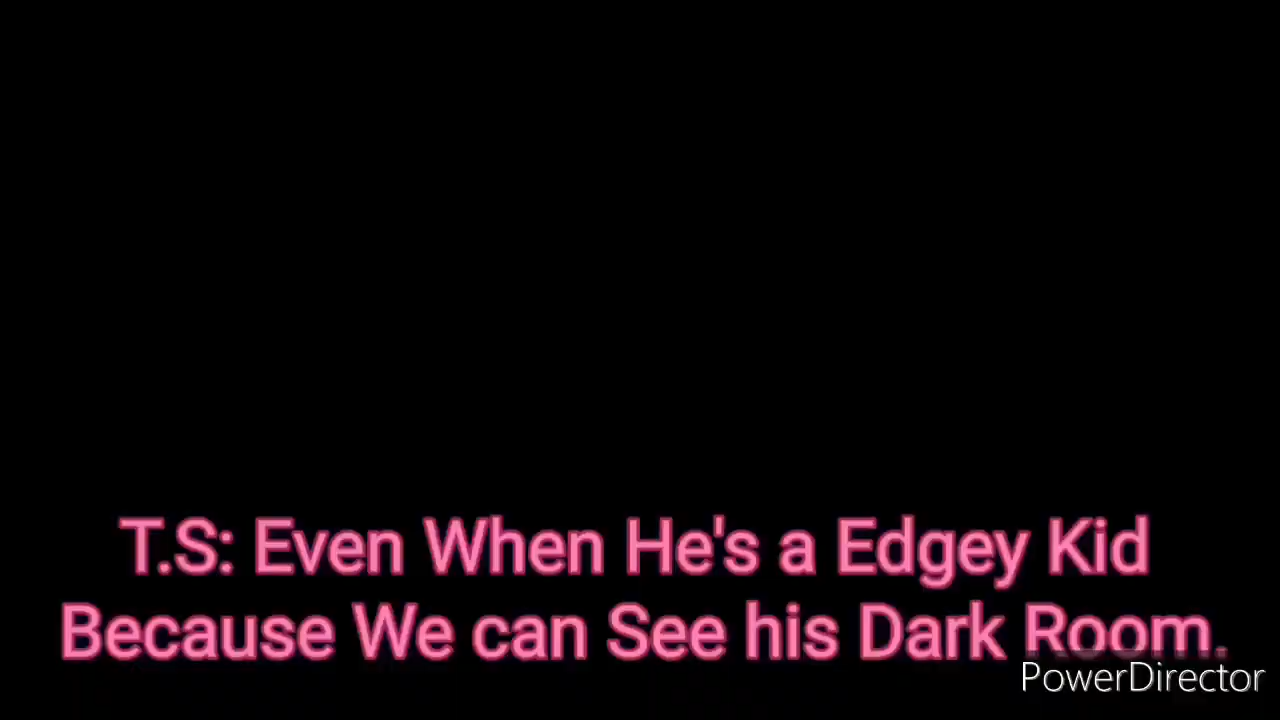 T.S: Even When He's a Edgey Kid
Because We can See his Dark Room.
PowerDirector